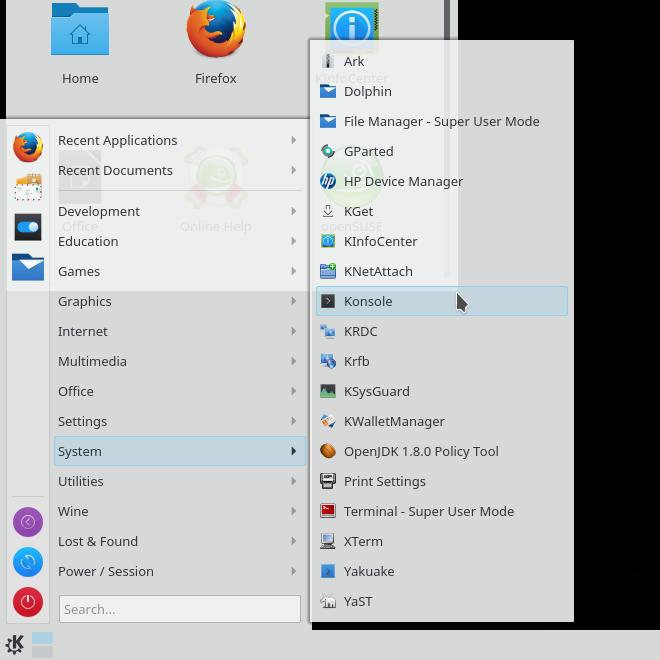 Home
Firefox
KInfoCenter
Office
Online Help
openSUSE
Recent Applications
Recent Documents
Development
Education
Games
Graphics
Internet
Multimedia
Office
Settings
System
Utilities
Wine
Lost & Found
Power / Session
Search...
Ark
Dolphin
File Manager - Super User Mode
GParted
HP Device Manager
KGet
KInfoCenter
KNetAttach
Konsole
KRDC
Krfb
KSysGuard
KWalletManager
OpenJDK 1.8.0 Policy Tool
Print Settings
Terminal - Super User Mode
XTerm
Yakuake
YaST